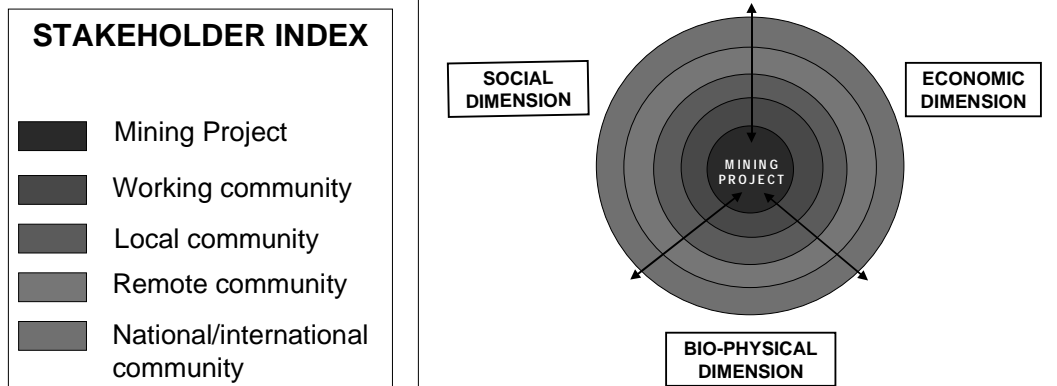 STAKEHOLDER INDEX
Mining Project
Working community
Local community
Remote community
National/international
community
SOCIAL
DIMENSION
ECONOMIC
DIMENSION
MINING
PROJECT
BIO-PHYSICAL
DIMENSION